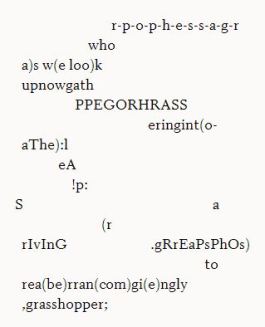 r-p-o-p-h-e-s-s-a-g-r
who
a)s w(e loo)k
upnowgath
PPEGORHRASS
eringint(o-
aThe):l
eA
!p:
S a
(r
rIvInG .gRrEaPsPhOs)
to
rea(be)rran(com)gi(e)ngly
,grasshopper;